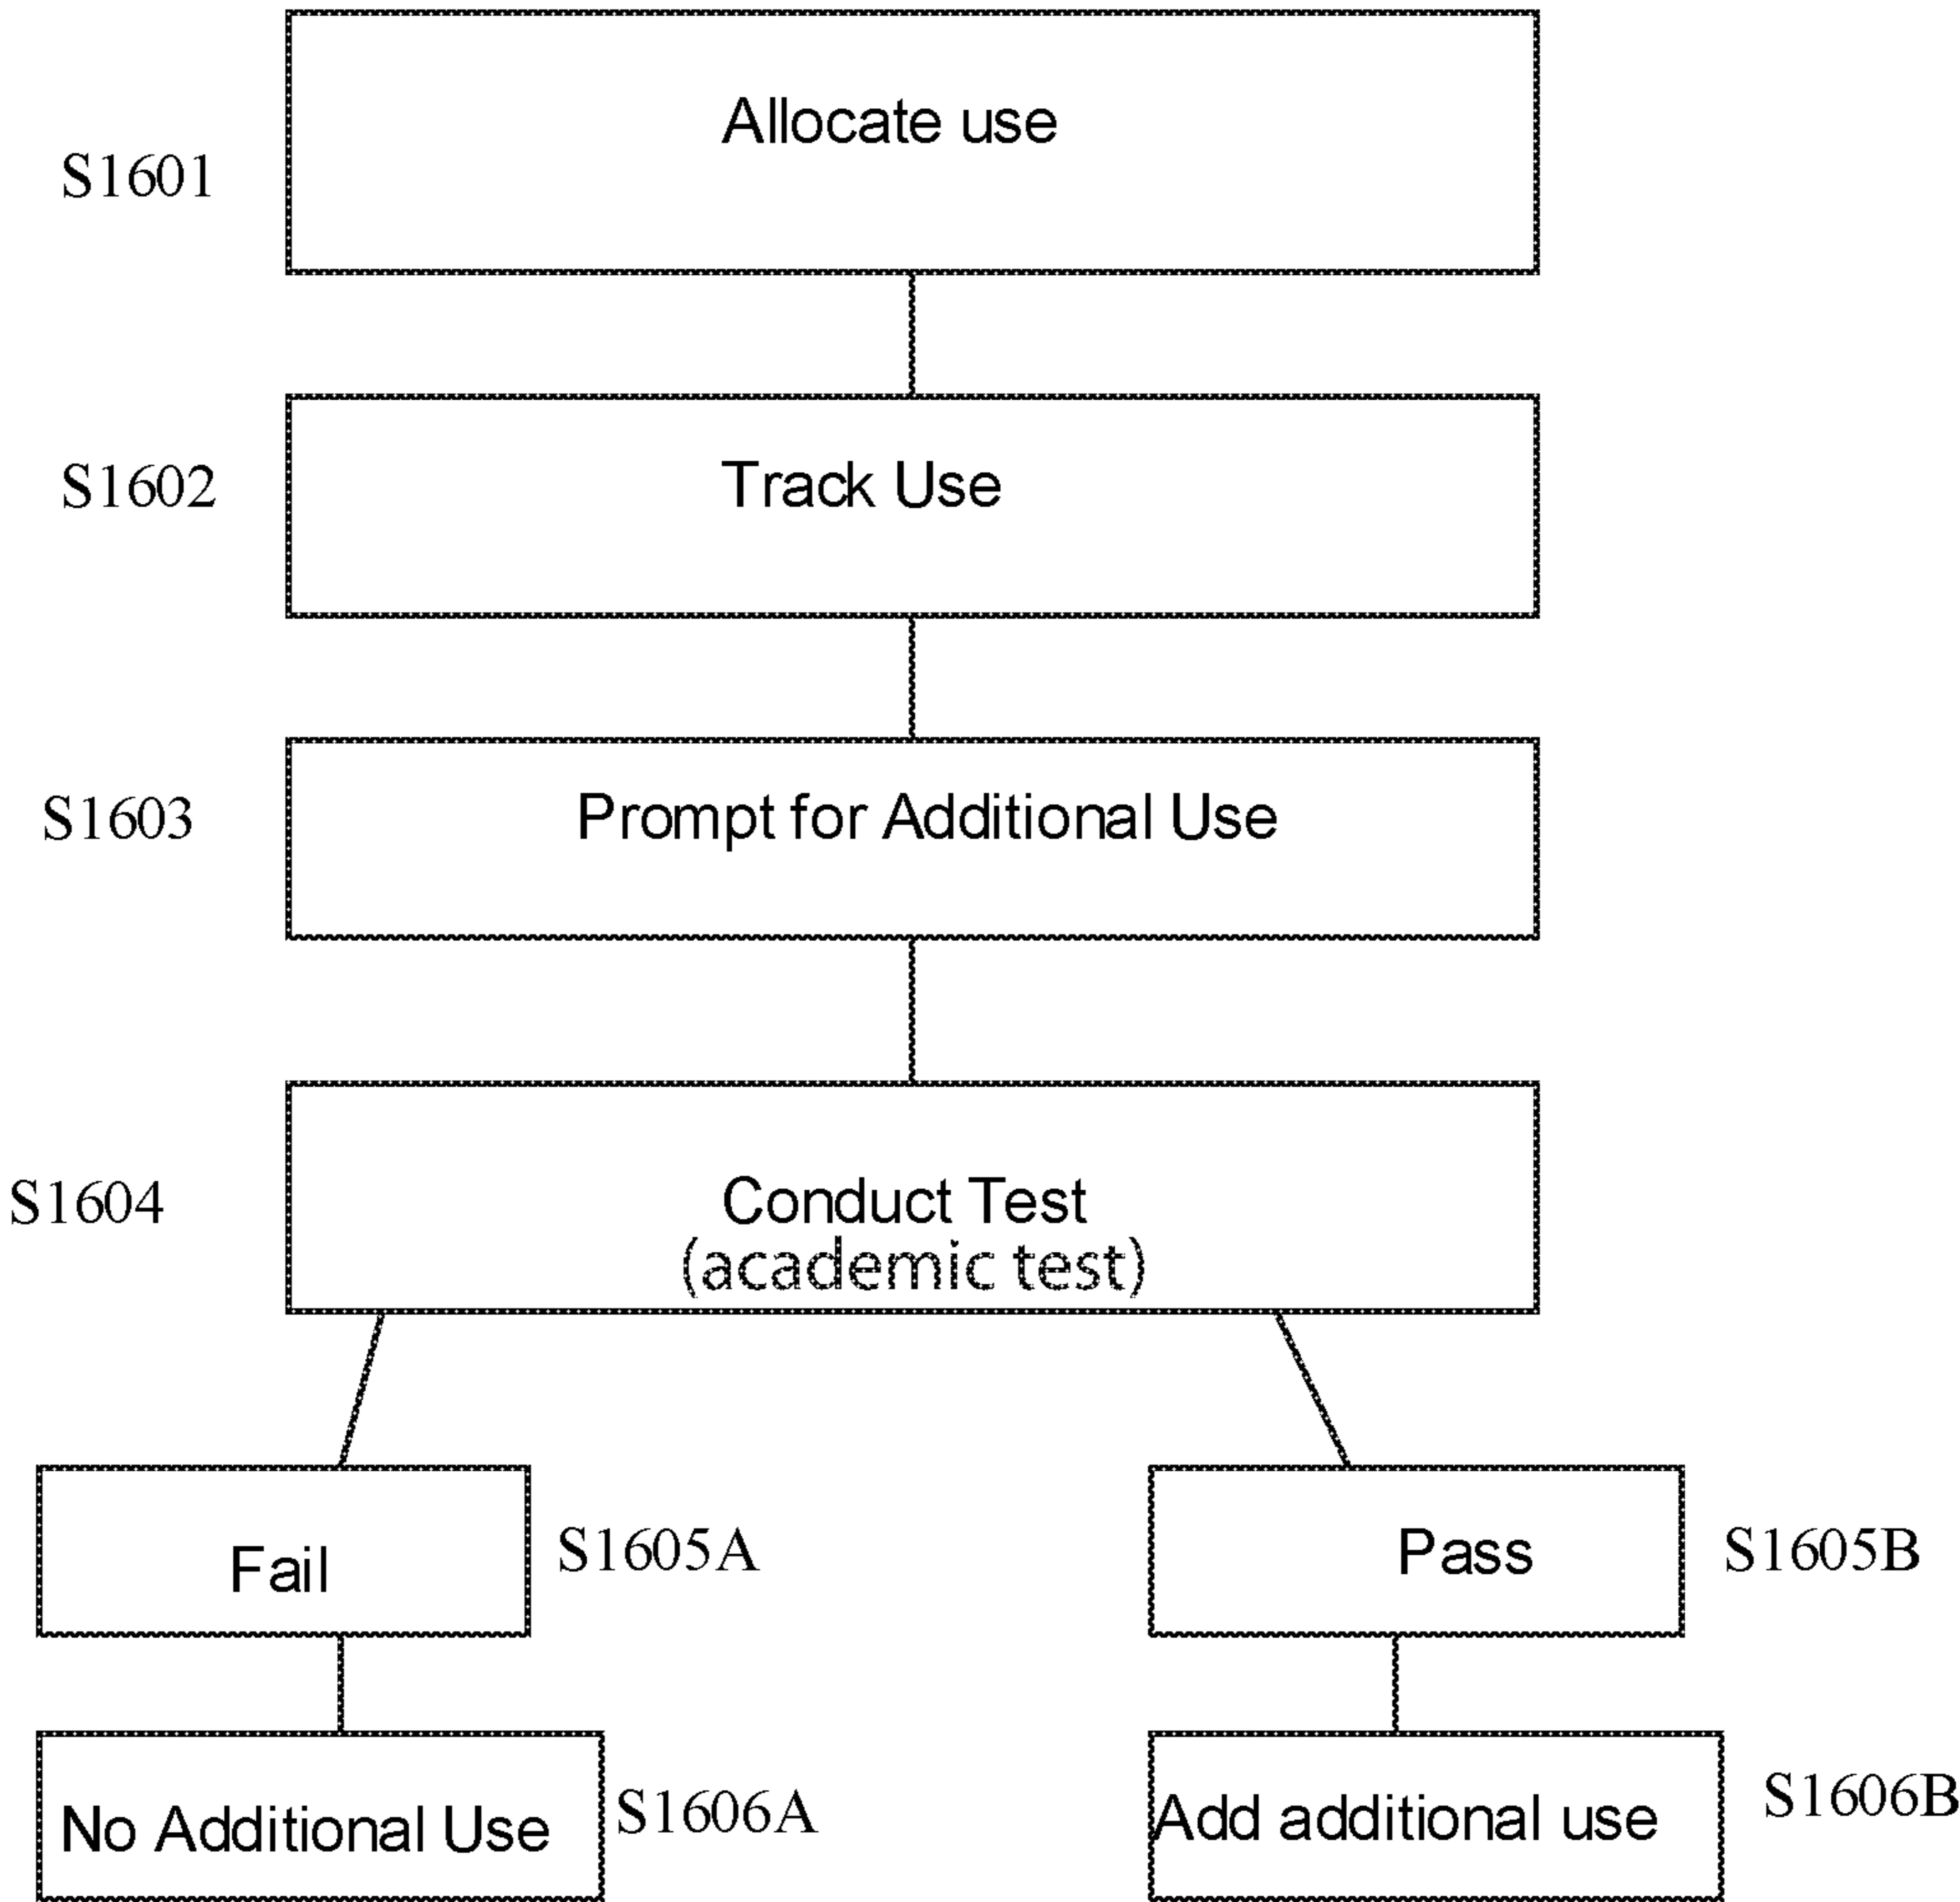 Allocate use
S1601
Track Use
S1602
Prompt for Additional Use
S1603
Conduct Test
(academic test)
S1604
Fail
S1605A
Pass
S1605B
No Additional Use
S1606A
Add additional use
S1606B